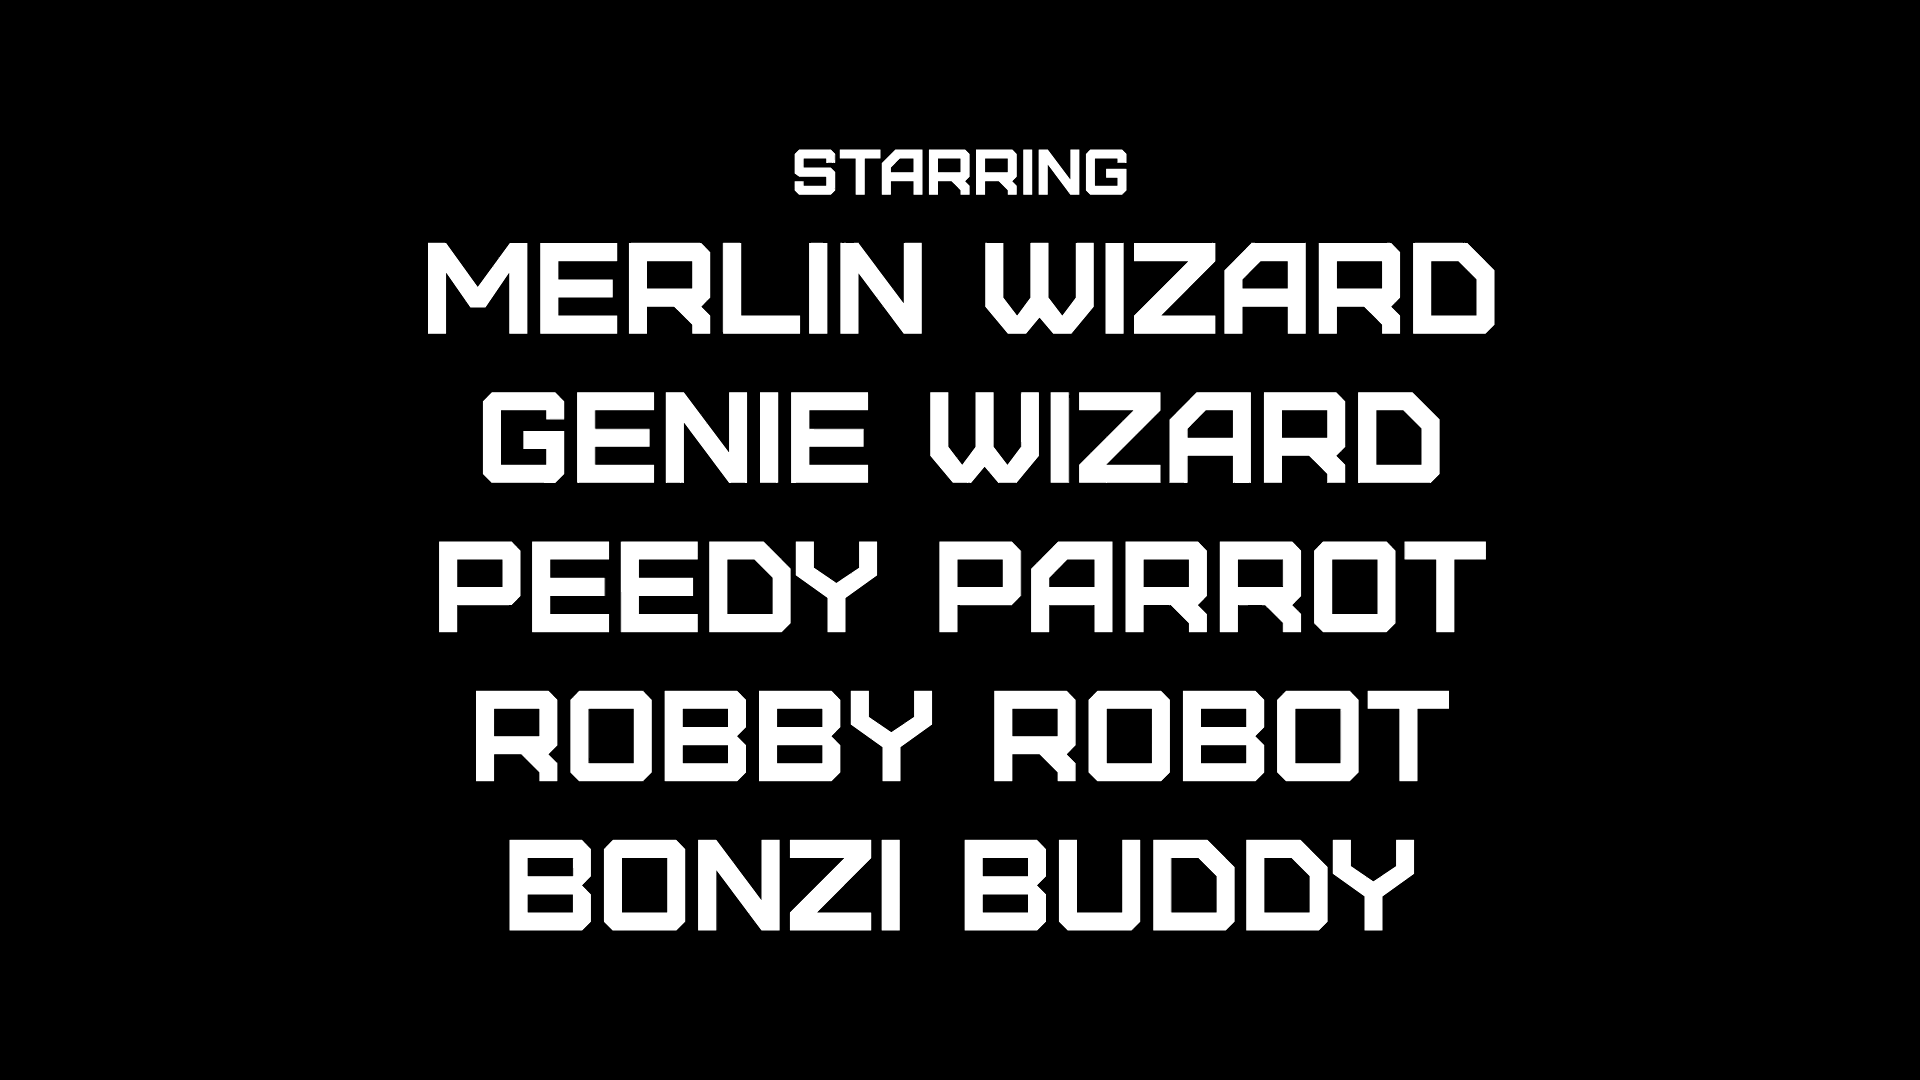 STARRING
MERLIN WIZARD
GENIE WIZARD
PEEDY PARROT
ROBBY ROBOT
BONZI BUDDY